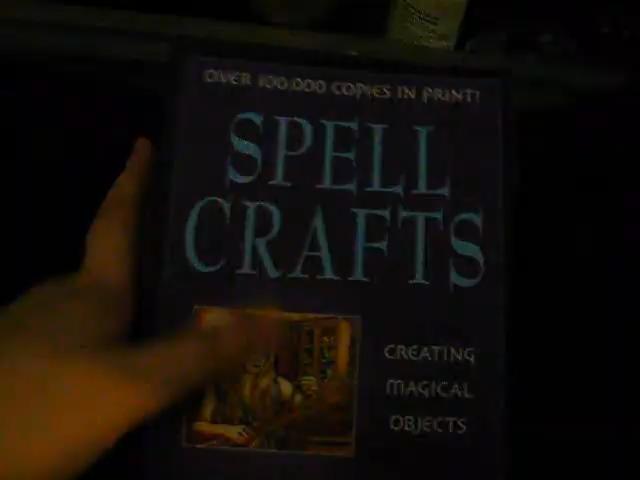 OVER 100,000 COPIES IN PRINT!
SPELL
CRAFTS
CREATING
MAGICAL
OBJECTS